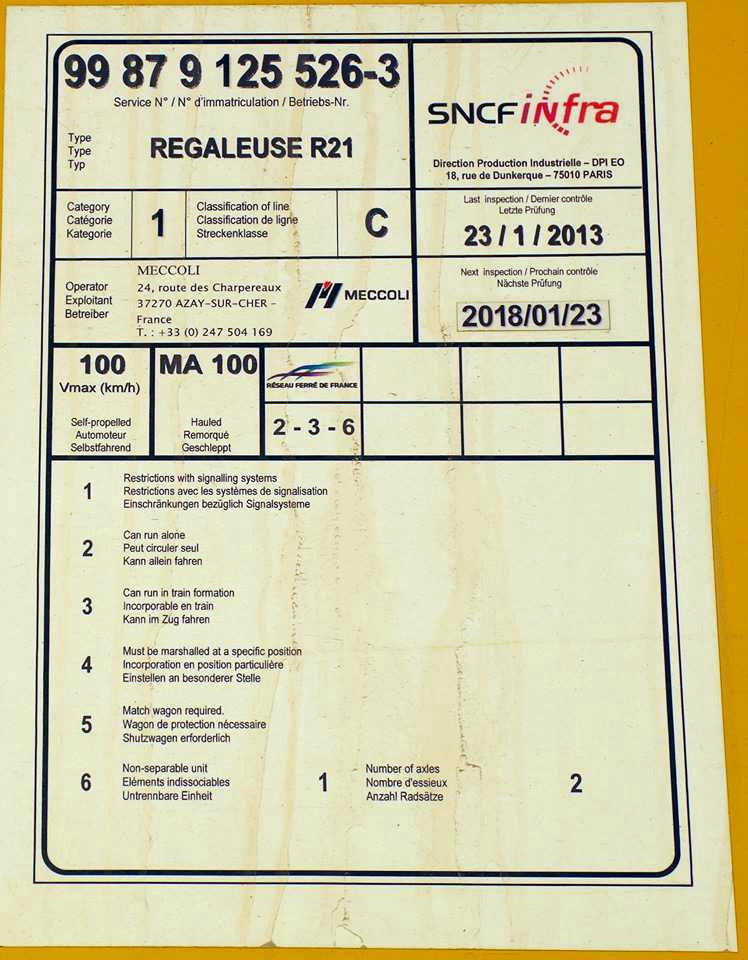 99 87 9 125 526-3
Service N° / N° d'immatriculation / Betriebs-Nr.
Type
Type
Typ
REGALEUSE R21
SNCF infra
Direction Production Industrielle – DPI EO
18, rue de Dunkerque – 75010 PARIS
Category
Catégorie
Kategorie
1
Classification of line
Classification de ligne
Streckenklasse
C
Last inspection / Dernier contrôle
Letzte Prüfung
23 / 1 / 2013
Operator
Exploitant
Betreiber
MECCOLI
24, route des Charpereaux
37270 AZAY-SUR-CHER –
France
T. : +33 (0) 247 504 169
MECCOLI
Next inspection / Prochain contrôle
Nächste Prüfung
2018/01/23
100
Vmax (km/h)
Self-propelled
Automoteur
Selbstfahrend
MA 100
Hauled
Remorqué
Geschleppt
RÉSEAU FERRÉ DE FRANCE
2 - 3 - 6
1
Restrictions with signalling systems
Restrictions avec les systèmes de signalisation
Einschränkungen bezüglich Signalsysteme
2
Can run alone
Peut circuler seul
Kann allein fahren
3
Can run in train formation
Incorporable en train
Kann im Zug fahren
4
Must be marshalled at a specific position
Incorporation en position particulière
Einstellen an besonderer Stelle
5
Match wagon required.
Wagon de protection nécessaire
Shutzwagen erforderlich
6
Non-separable unit
Eléments indissociables
Untrennbare Einheit
1
Number of axles
Nombre d'essieux
Anzahl Radsätze
2